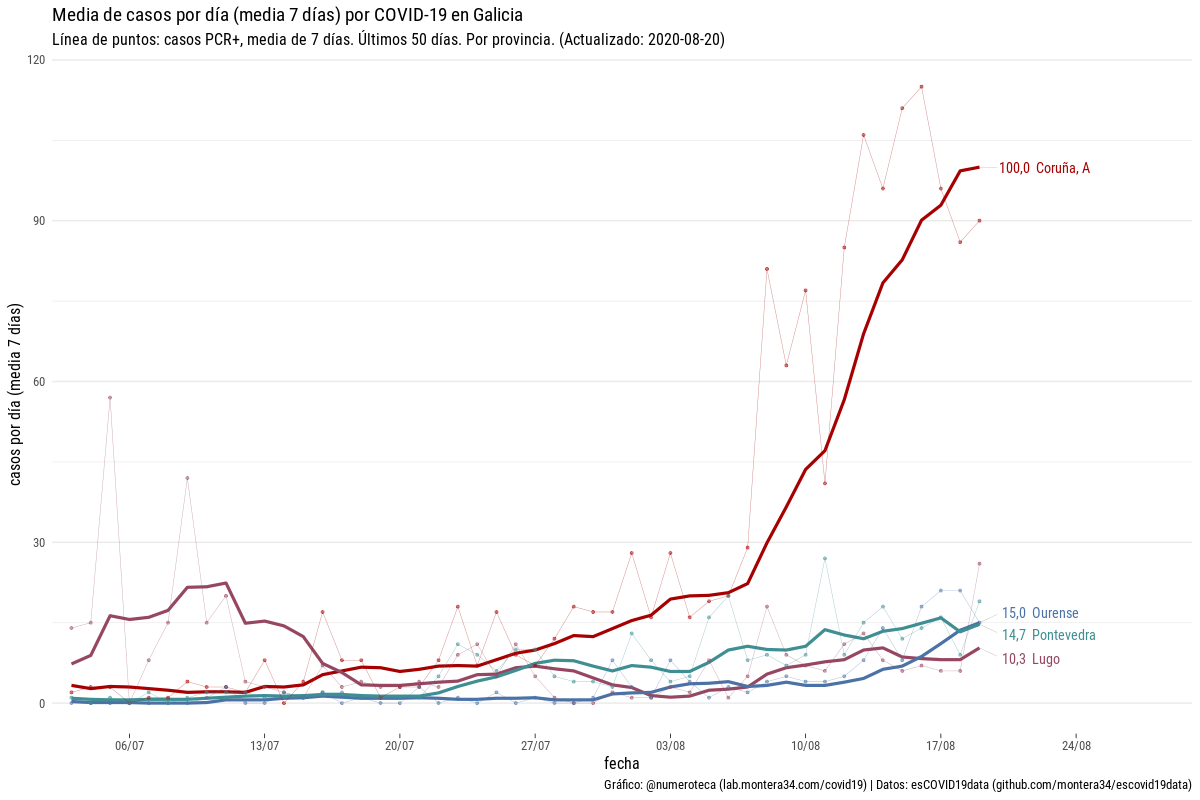 Media de casos por día (media 7 días) por COVID-19 en Galicia
Línea de puntos: casos PCR+, media de 7 días. Últimos 50 días. Por provincia. (Actualizado: 2020-08-20)
120
90
60
30
0
casos por día (media 7 días)
100,0 Coruña, A
15,0 Ourense
14,7 Pontevedra
10,3 Lugo
06/07
13/07
20/07
27/07
03/08
10/08
17/08
24/08
fecha
Gráfico: @numeroteca (lab.montera34.com/covid19) | Datos: esCOVID19data (github.com/montera34/escovid19data)